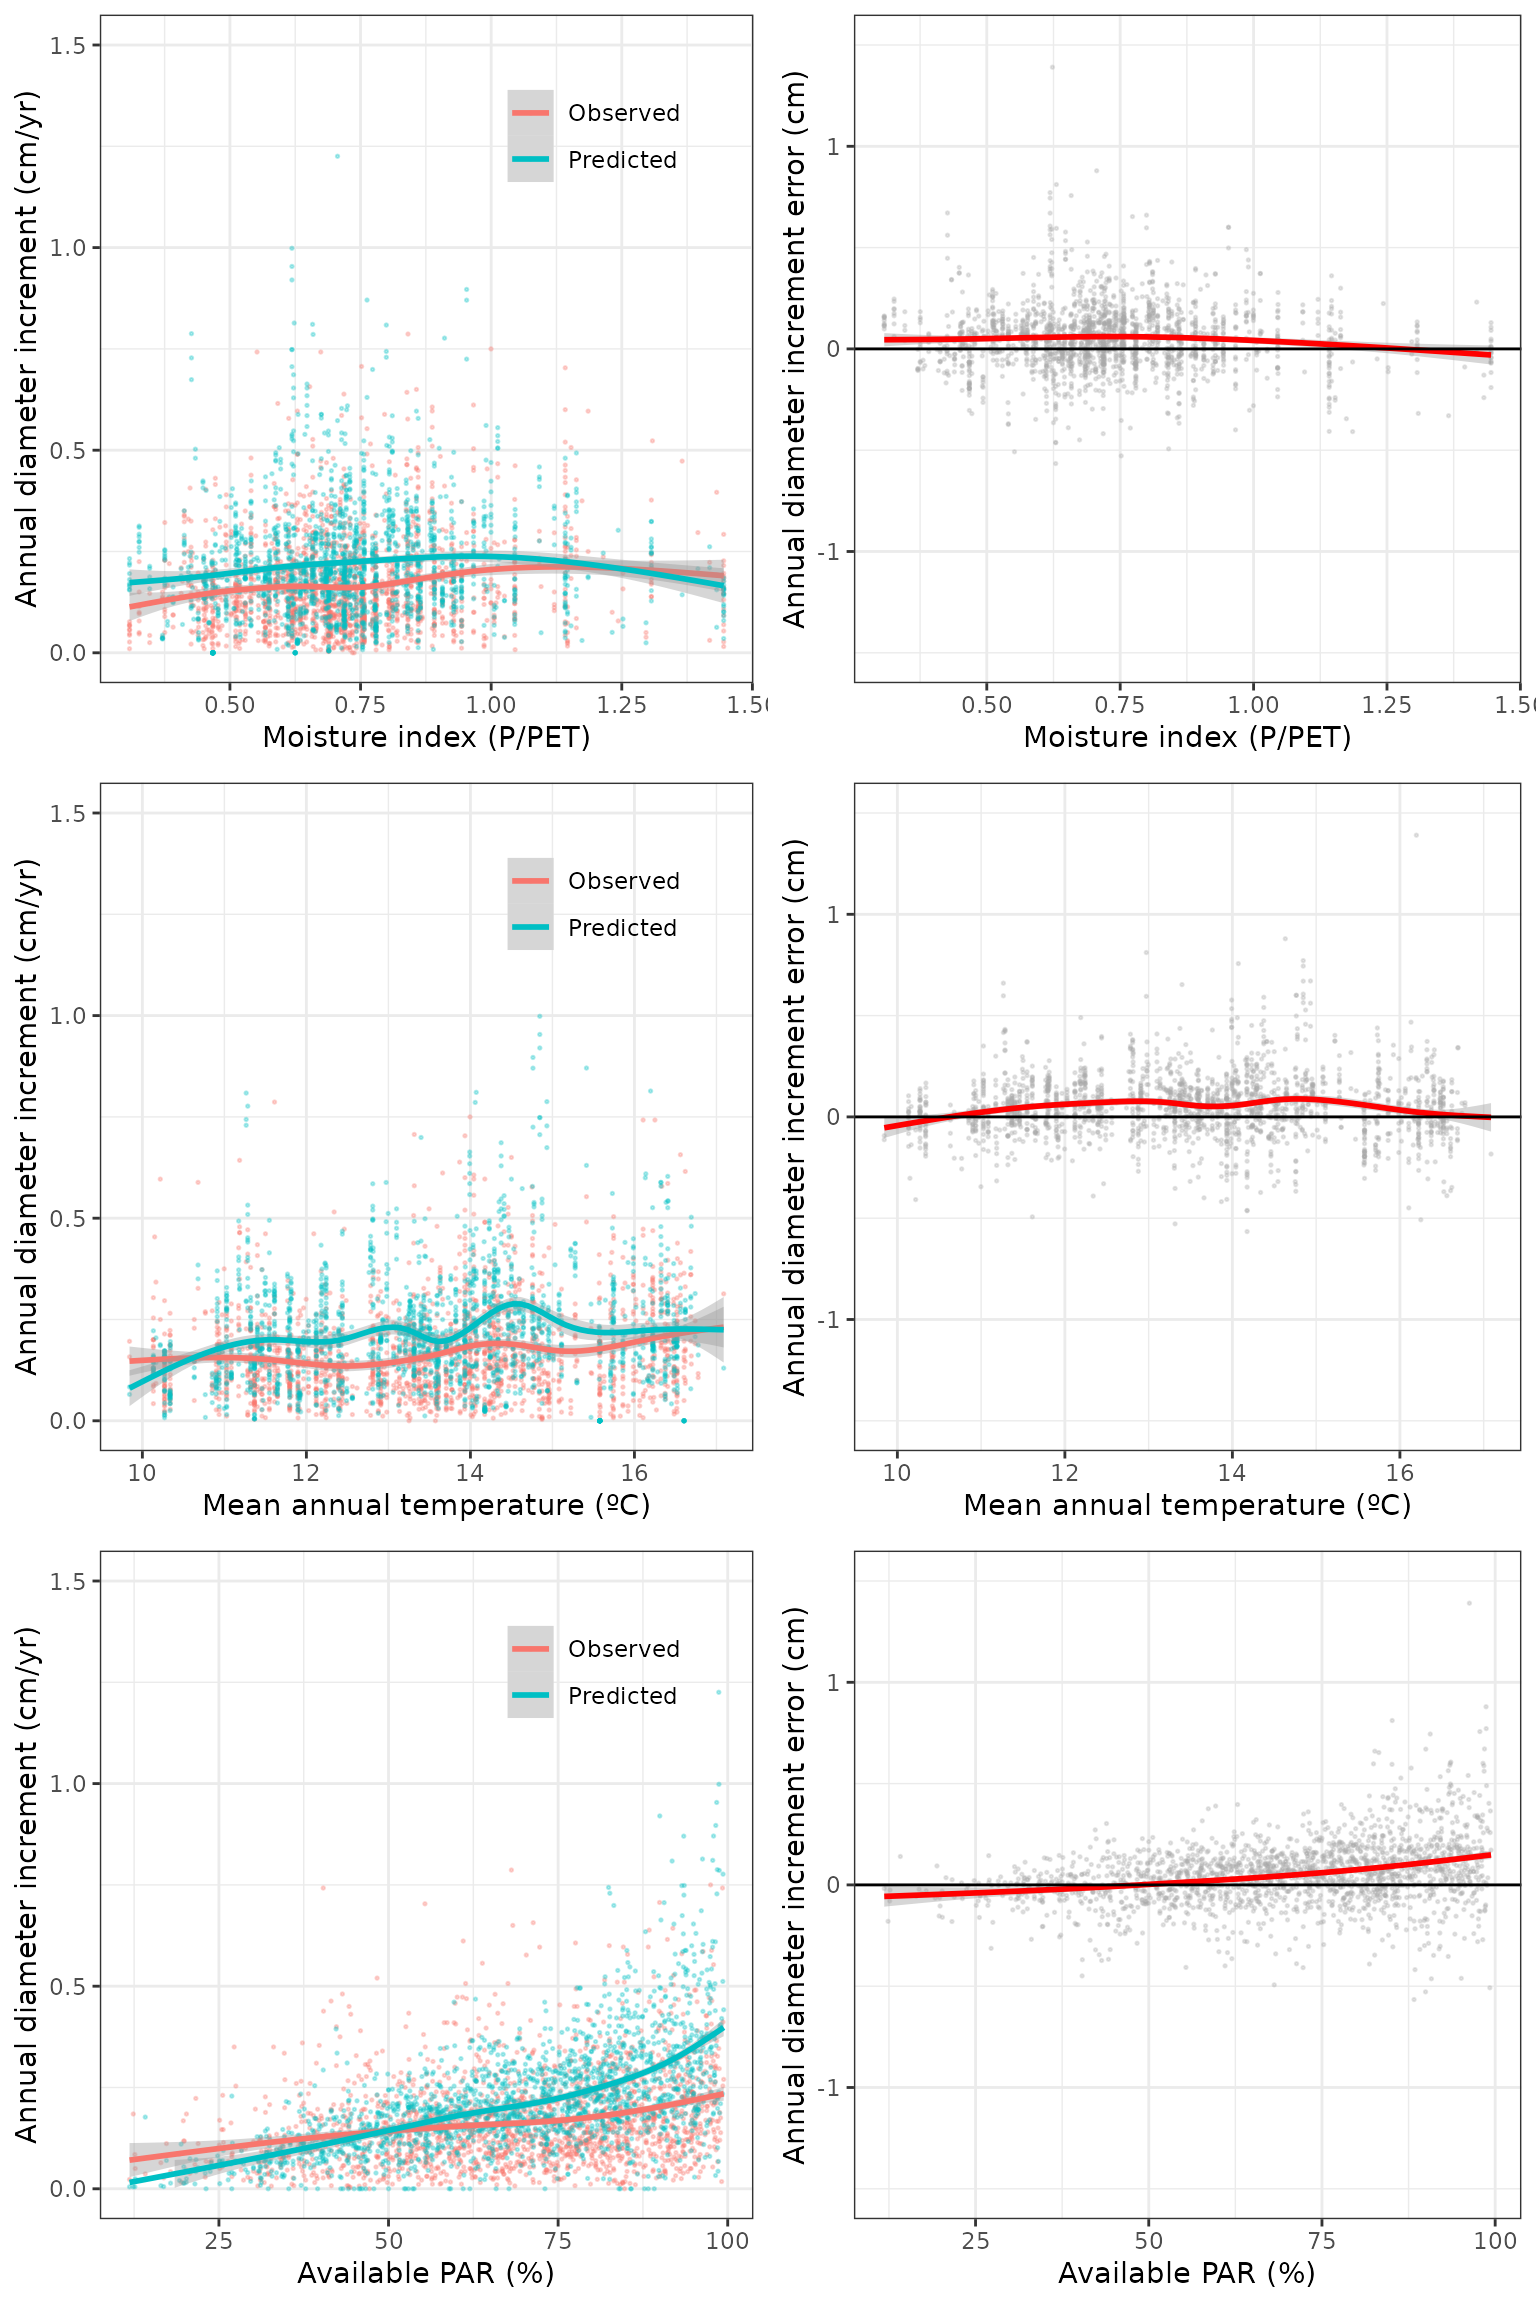 Annual diameter increment (cm/yr)
1.5
1.0
0.5
0.0
Observed
Predicted
0.50 0.75 1.00 1.25 1.50
Moisture index (P/PET)
Annual diameter increment error (cm)
1
0
-1
0.50 0.75 1.00 1.25 1.50
Moisture index (P/PET)
Annual diameter increment (cm/yr)
1.5
1.0
0.5
0.0
Observed
Predicted
10 12 14 16
Mean annual temperature (ºC)
Annual diameter increment error (cm)
1
0
-1
10 12 14 16
Mean annual temperature (ºC)
Annual diameter increment (cm/yr)
1.5
1.0
0.5
0.0
Observed
Predicted
25 50 75 100
Available PAR (%)
Annual diameter increment error (cm)
1
0
-1
25 50 75 100
Available PAR (%)